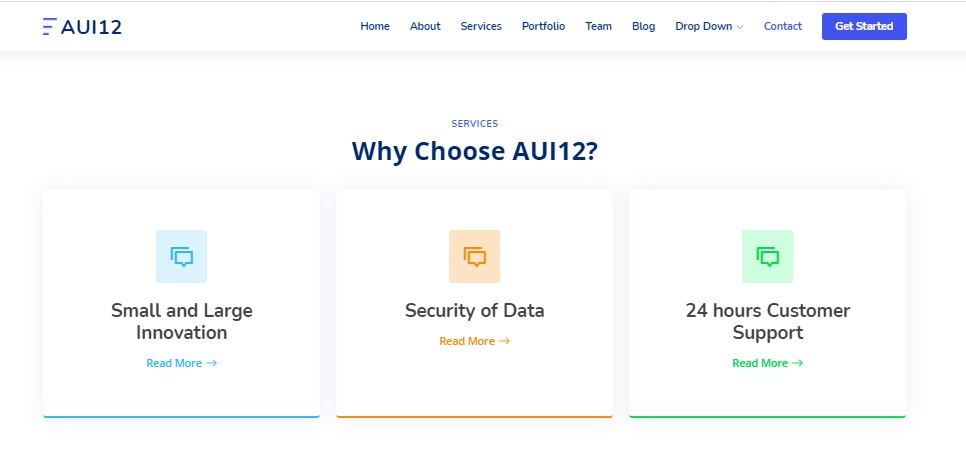 AUI12
Home About Services Portfolio Team Blog Drop Down Contact Get Started
SERVICES
Why Choose AUI12?
Small and Large
Innovation
Read More →
Security of Data
Read More →
24 hours Customer
Support
Read More →